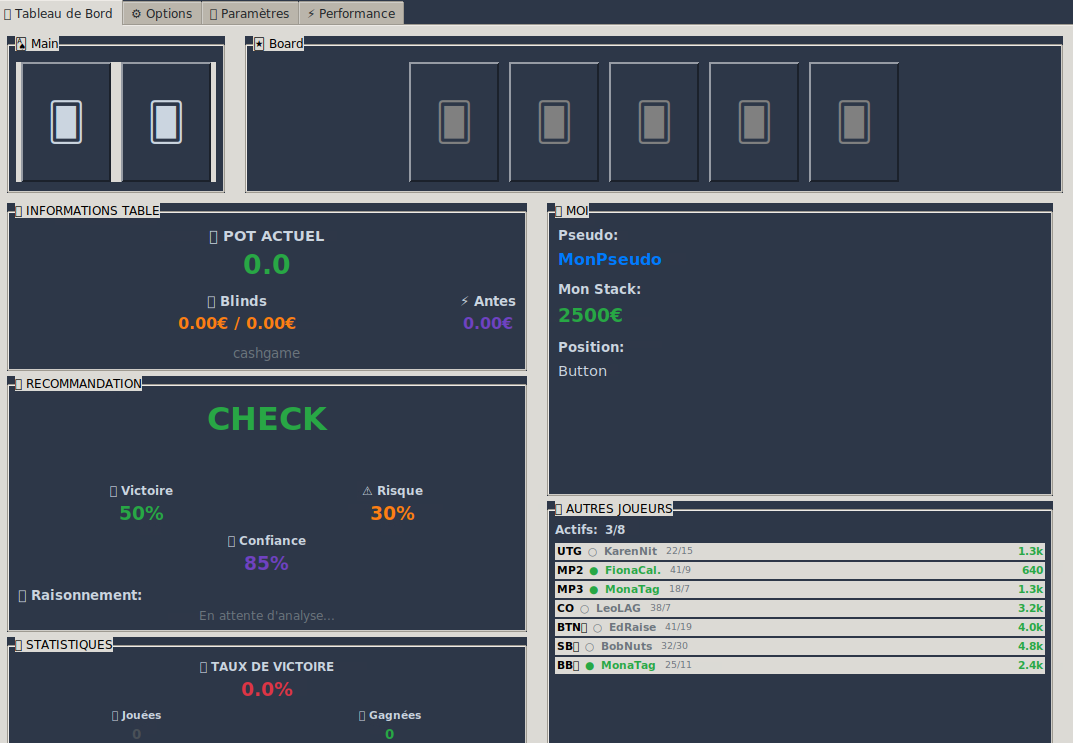 Tableau de Bord
⚙ Options
Paramètres
⚡ Performance
Main
Board
INFORMATIONS TABLE
POT ACTUEL
0.0
Blinds
⚡ Antes
0.00€ / 0.00€
0.00€
cashgame
RECOMMANDATION
CHECK
Victoire
⚠ Risque
50%
30%
Confiance
85%
Raisonnement:
En attente d'analyse...
STATISTIQUES
TAUX DE VICTOIRE
0.0%
Jouées
Gagnées
0
0
MOI
Pseudo:
MonPseudo
Mon Stack:
2500€
Position:
Button
AUTRES JOUEURS
Actifs: 3/8
UTG ○ KarenNit 22/15 1.3k
MP2 ● FionaCal. 41/9 640
MP3 ● MonaTag 18/7 1.3k
CO ○ LeoLAG 38/7 3.2k
BTN ○ EdRaise 41/19 4.0k
SB ○ BobNuts 32/30 4.8k
BB ● MonaTag 25/11 2.4k